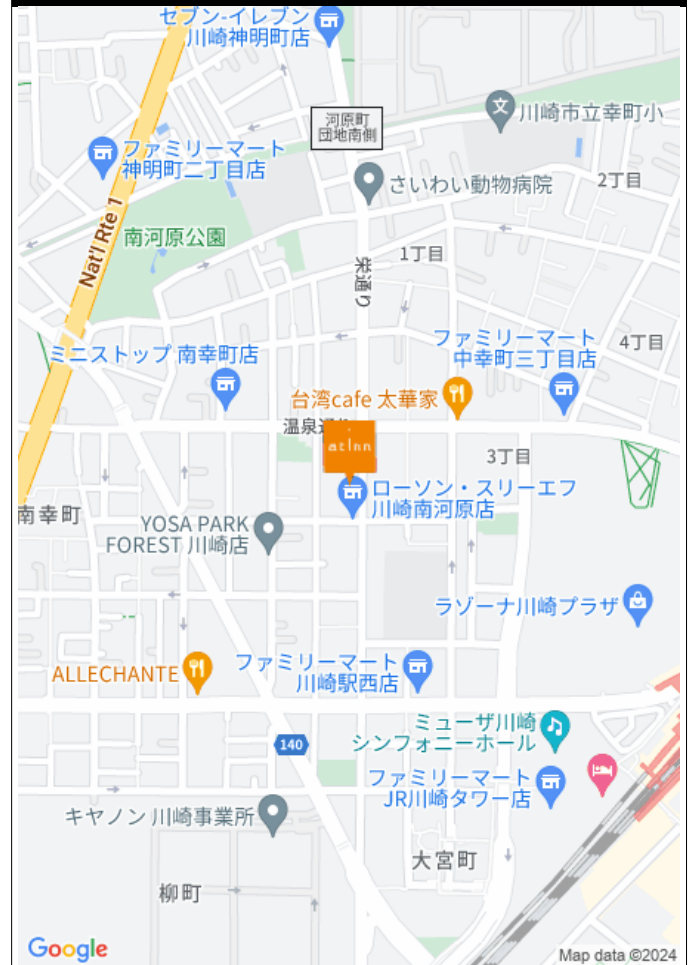 セブン-イレブン
川崎神明町店
河原町
団地南側
川崎市立幸町小
ファミリーマート
神明町二丁目店
さいわい動物病院
2丁目
Nat'l Rte 1
南河原公園
1丁目
栄通り
ファミリーマート
中幸町三丁目店
4丁目
ミニストップ 南幸町店
台湾cafe 太華家
温泉通
at inn
3丁目
ローソン・スリーエフ
川崎南河原店
南幸町
YOSA PARK
FOREST 川崎店
ラゾーナ川崎プラザ
ALLECHANTE
ファミリーマート
川崎駅西店
ミューザ川崎
シンフォニーホール
140
ファミリーマート
JR川崎タワー店
キヤノン 川崎事業所
大宮町
柳町
Google
Map data ©2024